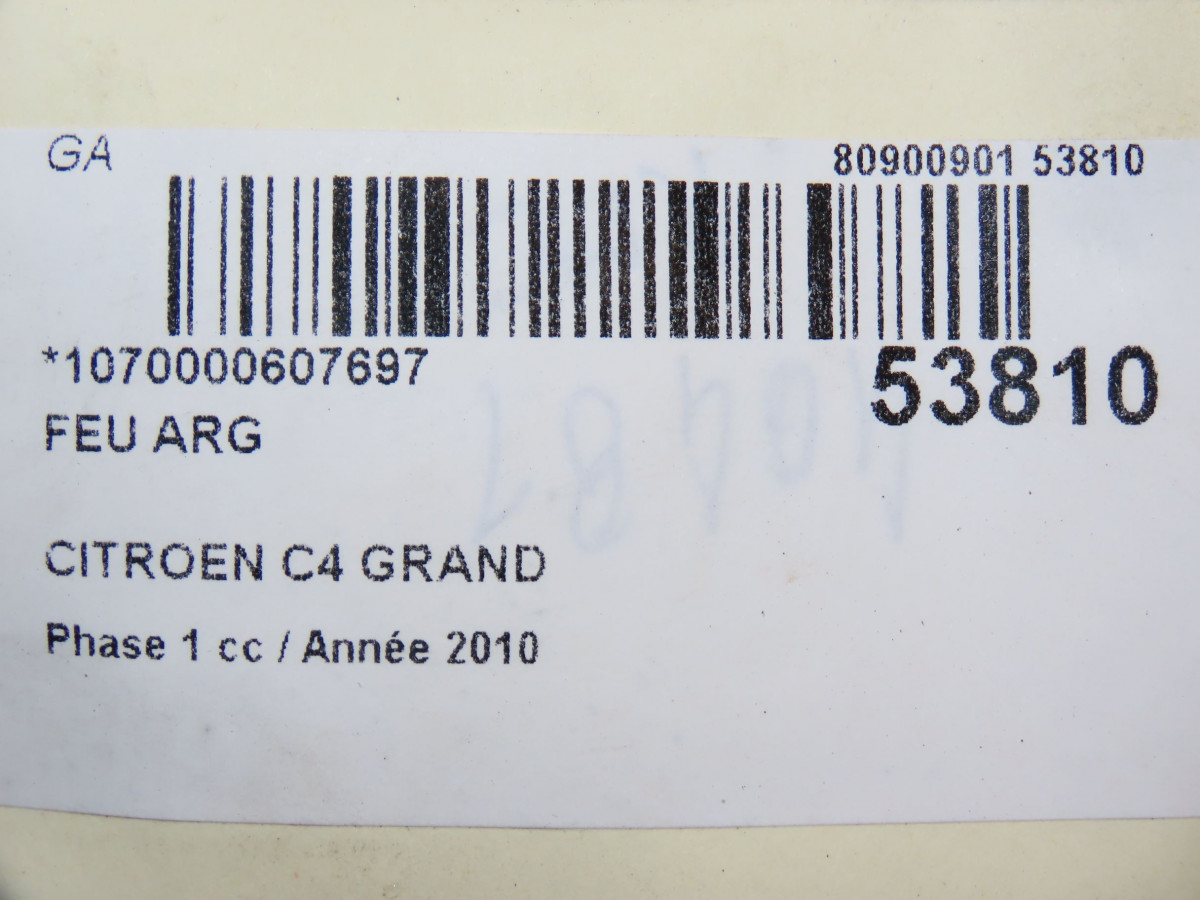 GA
80900901 53810
*1070000607697
53810
FEU ARG
CITROEN C4 GRAND
Phase 1 cc / Année 2010